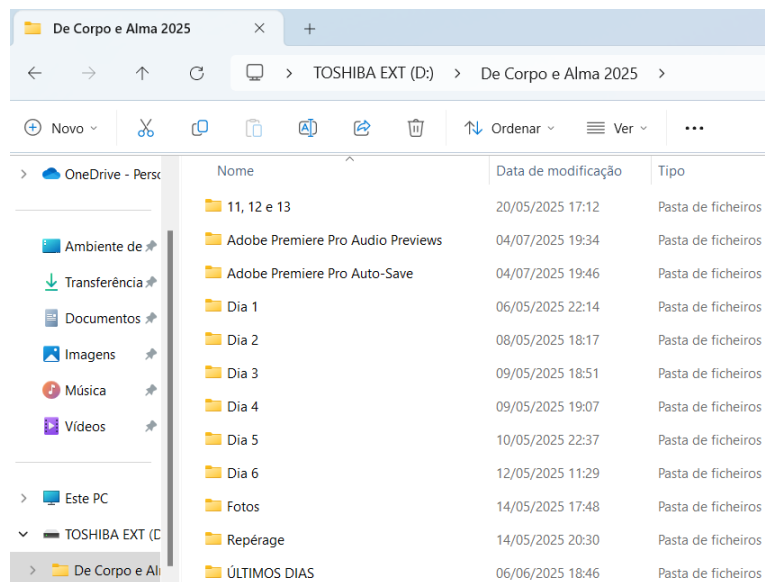 De Corpo e Alma 2025
TOSHIBA EXT (D:) > De Corpo e Alma 2025 >
Novo Ordenar Ver
OneDrive - Perso
Ambiente de
Transferência
Documentos
Imagens
Música
Vídeos
Este PC
TOSHIBA EXT (D
De Corpo e Al
Nome Data de modificação Tipo
11, 12 e 13 20/05/2025 17:12 Pasta de ficheiros
Adobe Premiere Pro Audio Previews 04/07/2025 19:34 Pasta de ficheiros
Adobe Premiere Pro Auto-Save 04/07/2025 19:46 Pasta de ficheiros
Dia 1 06/05/2025 22:14 Pasta de ficheiros
Dia 2 08/05/2025 18:17 Pasta de ficheiros
Dia 3 09/05/2025 18:51 Pasta de ficheiros
Dia 4 09/05/2025 19:07 Pasta de ficheiros
Dia 5 10/05/2025 22:37 Pasta de ficheiros
Dia 6 12/05/2025 11:29 Pasta de ficheiros
Fotos 14/05/2025 17:48 Pasta de ficheiros
Repérage 14/05/2025 20:30 Pasta de ficheiros
ÚLTIMOS DIAS 06/06/2025 18:46 Pasta de ficheiros